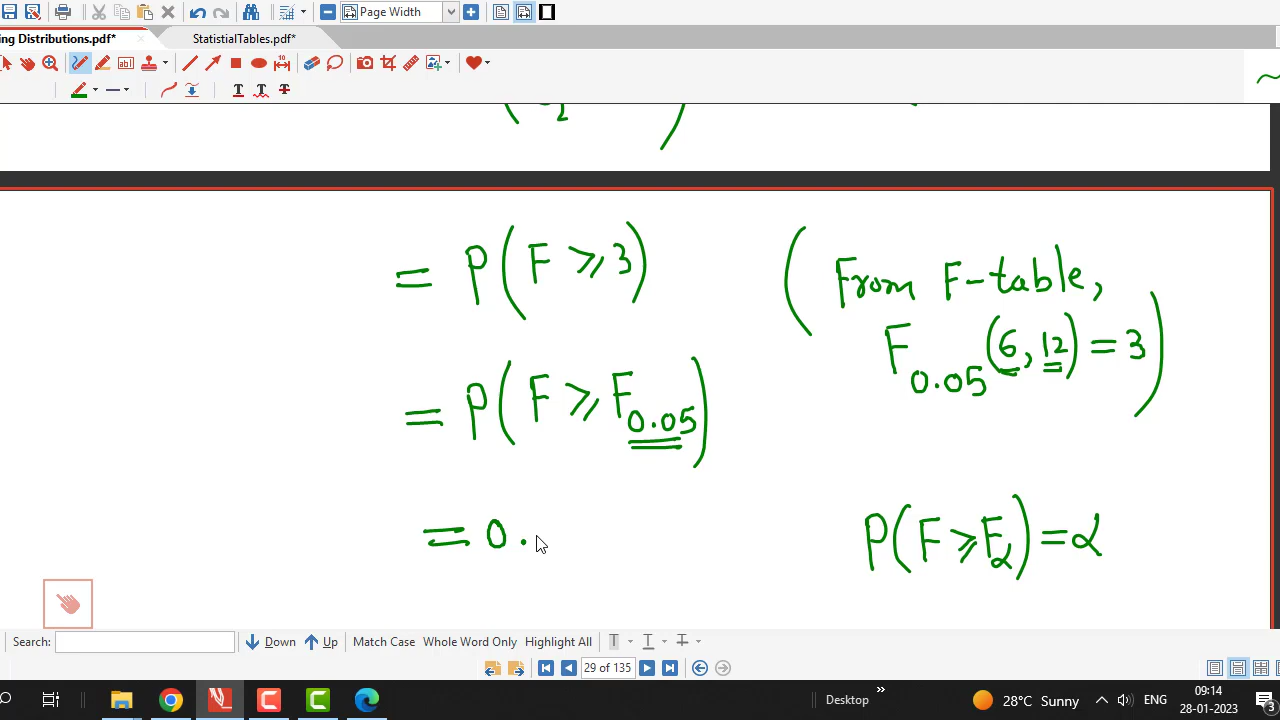 Page Width
ing Distributions.pdf*
StatistialTables.pdf*
= P(F ⩾ 3)
(From F-table,
F₀.₀₅(6, 12) = 3)
= P(F ⩾ F₀.₀₅)
= 0.
P(F ⩾ F_α) = α
Search:
Down
Up
Match Case
Whole Word Only
Highlight All
29 of 135
Desktop
28°C Sunny
ENG
09:14
28-01-2023
3